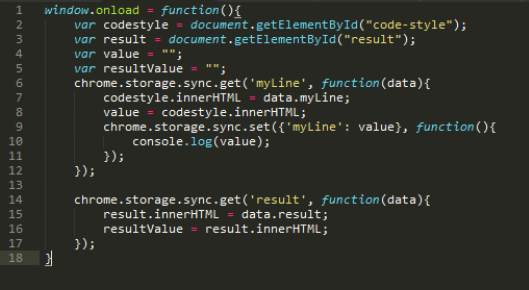 1 window.onload = function(){
2 var codestyle = document.getElementById("code-style");
3 var result = document.getElementById("result");
4 var value = "";
5 var resultValue = "";
6 chrome.storage.sync.get('myLine', function(data){
7 codestyle.innerHTML = data.myLine;
8 value = codestyle.innerHTML;
9 chrome.storage.sync.set({'myLine': value}, function(){
10 console.log(value);
11 });
12 });
13
14 chrome.storage.sync.get('result', function(data){
15 result.innerHTML = data.result;
16 resultValue = result.innerHTML;
17 });
18 }